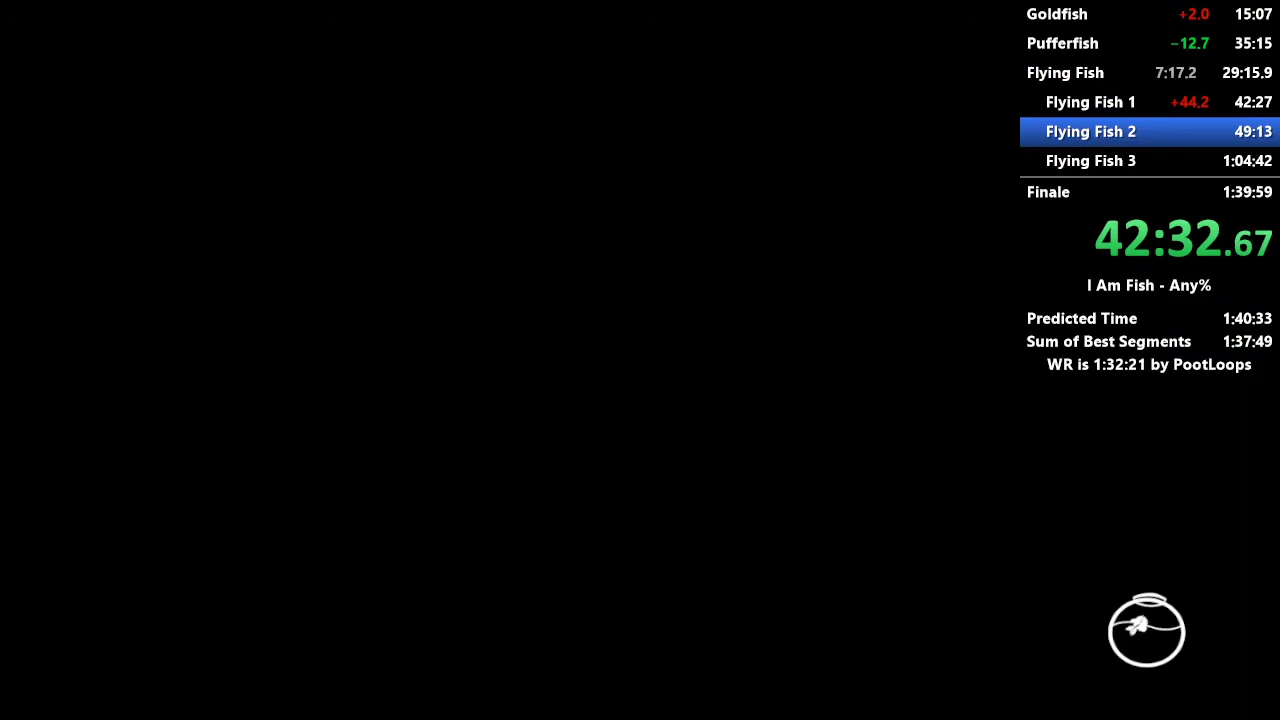 Goldfish +2.0 15:07
Pufferfish −12.7 35:15
Flying Fish 7:17.2 29:15.9
Flying Fish 1 +44.2 42:27
Flying Fish 2 49:13
Flying Fish 3 1:04:42
Finale 1:39:59
42:32.67
I Am Fish - Any%
Predicted Time 1:40:33
Sum of Best Segments 1:37:49
WR is 1:32:21 by PootLoops